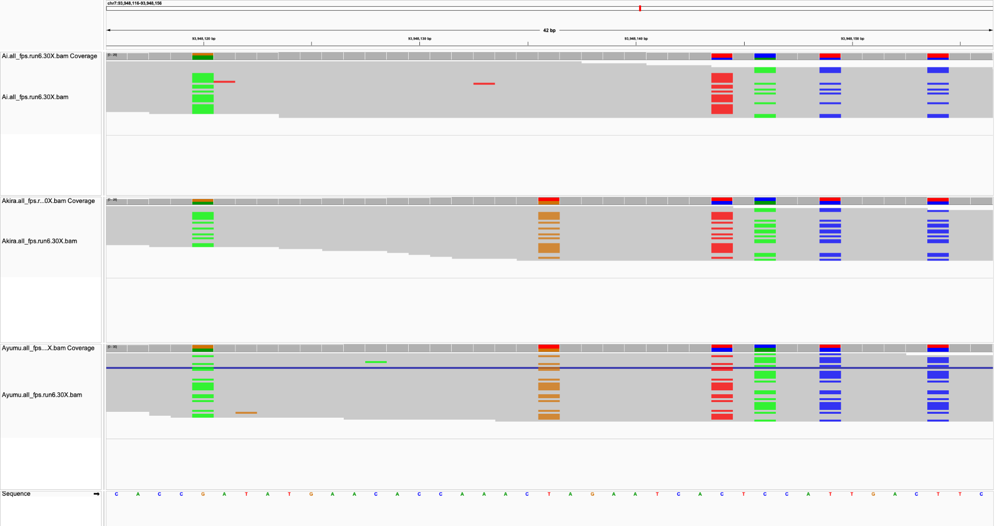 chr7:93,948,116-93,948,156
42 bp
93,948,120 bp 93,948,130 bp 93,948,140 bp 93,948,150 bp
Ai.all_fps.run6.30X.bam Coverage
[0 - 29]
Ai.all_fps.run6.30X.bam
Akira.all_fps.r...0X.bam Coverage
[0 - 28]
Akira.all_fps.run6.30X.bam
Ayumu.all_fps....X.bam Coverage
[0 - 35]
Ayumu.all_fps.run6.30X.bam
Sequence C A C C G A T A T G A A C A C C A A A C T A G A A T C A C T C C A T T G A C T T C